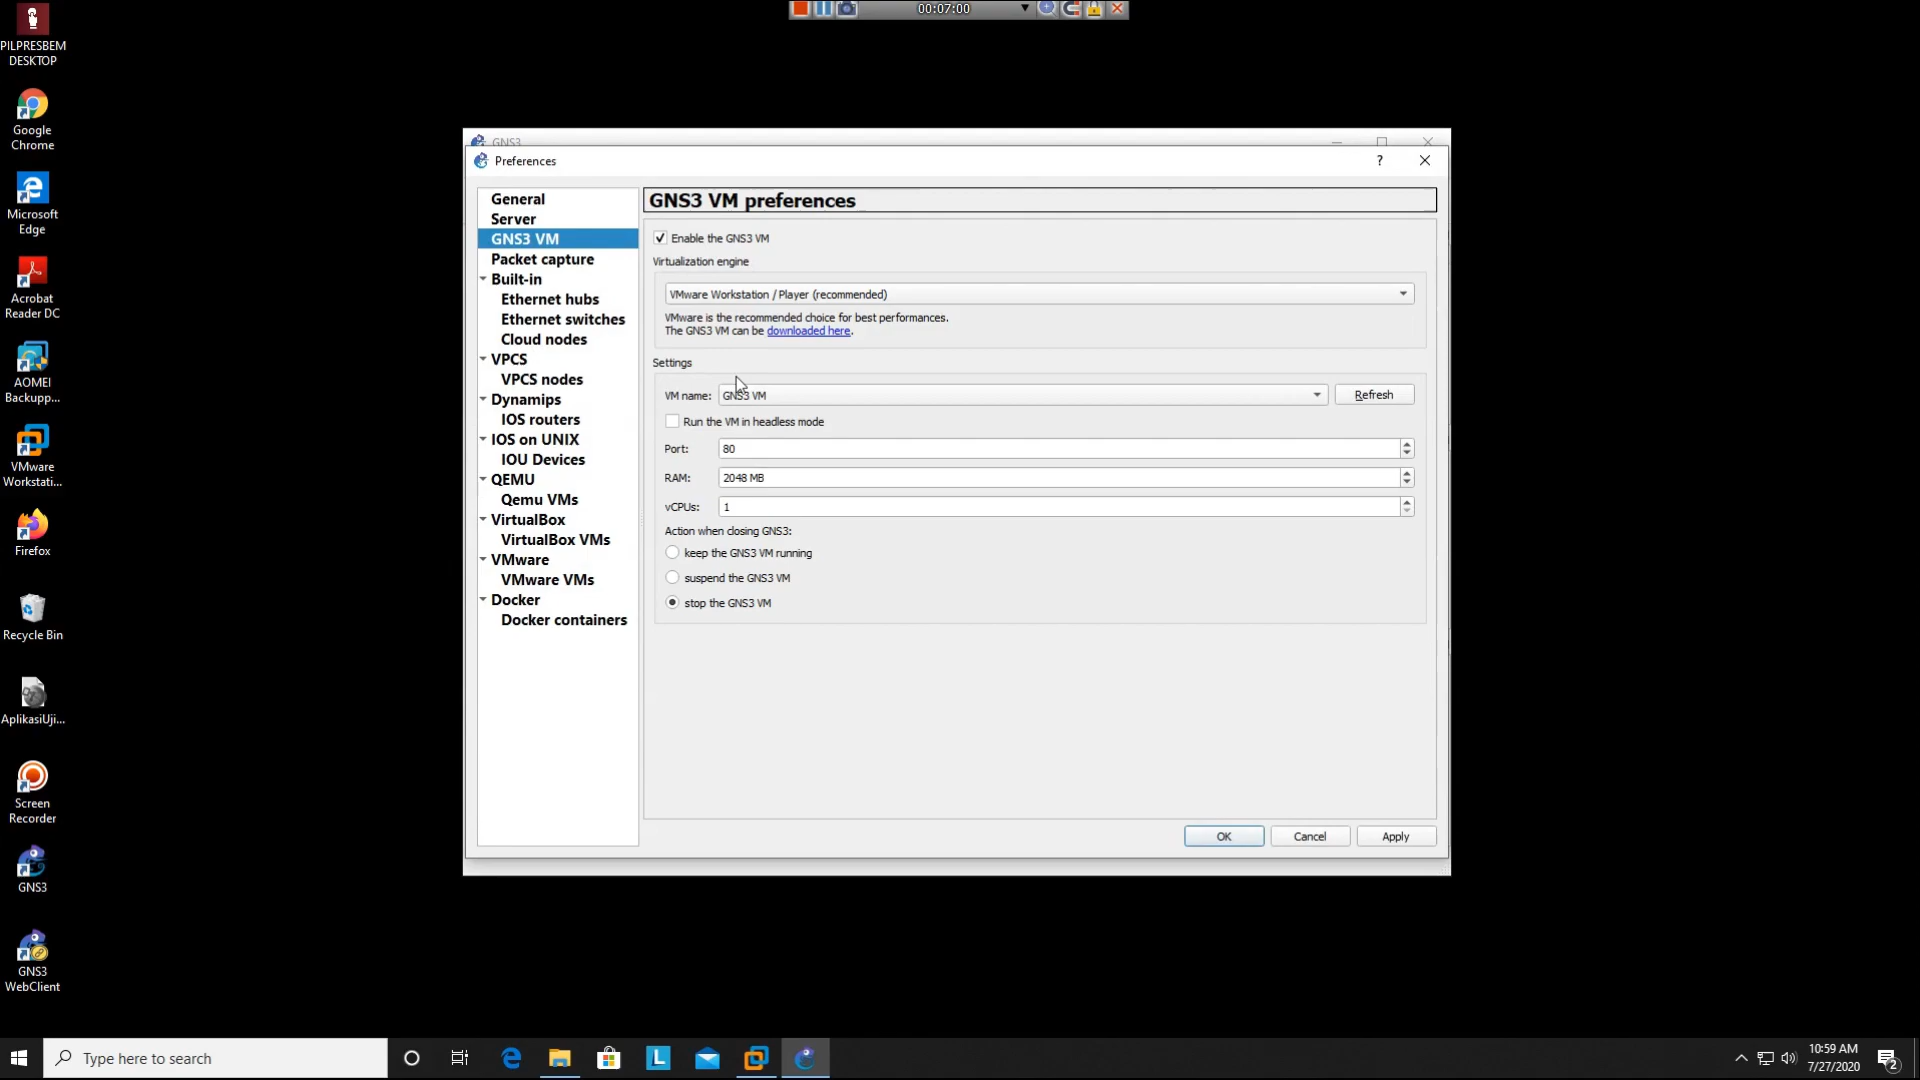 00:07:00
PILPRESBEM
DESKTOP
Google
Chrome
Microsoft
Edge
Acrobat
Reader DC
AOMEI
Backupp...
VMware
Workstati...
Firefox
Recycle Bin
AplikasiUji...
Screen
Recorder
GNS3
GNS3
WebClient
GNS3
Preferences
?
General
Server
GNS3 VM
Packet capture
Built-in
Ethernet hubs
Ethernet switches
Cloud nodes
VPCS
VPCS nodes
Dynamips
IOS routers
IOS on UNIX
IOU Devices
QEMU
Qemu VMs
VirtualBox
VirtualBox VMs
VMware
VMware VMs
Docker
Docker containers
GNS3 VM preferences
Enable the GNS3 VM
Virtualization engine
VMware Workstation / Player (recommended)
VMware is the recommended choice for best performances.
The GNS3 VM can be downloaded here.
Settings
VM name: GNS3 VM Refresh
Run the VM in headless mode
Port: 80
RAM: 2048 MB
vCPUs: 1
Action when closing GNS3:
keep the GNS3 VM running
suspend the GNS3 VM
stop the GNS3 VM
OK Cancel Apply
Type here to search
L
10:59 AM
7/27/2020
2